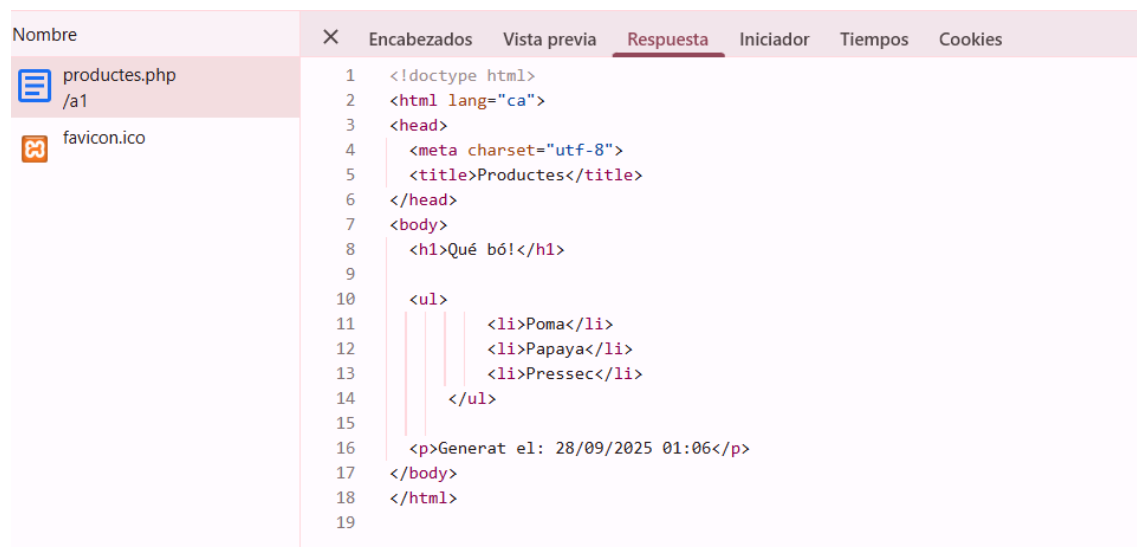 Nombre
productes.php
/a1
favicon.ico
Encabezados Vista previa Respuesta Iniciador Tiempos Cookies
1 <!doctype html>
2 <html lang="ca">
3 <head>
4 <meta charset="utf-8">
5 <title>Productes</title>
6 </head>
7 <body>
8 <h1>Qué bó!</h1>
9
10 <ul>
11 <li>Poma</li>
12 <li>Papaya</li>
13 <li>Pressec</li>
14 </ul>
15
16 <p>Generat el: 28/09/2025 01:06</p>
17 </body>
18 </html>
19